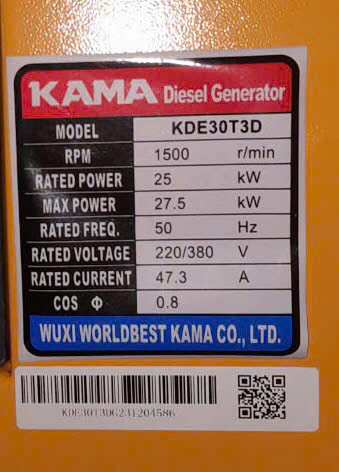 KAMA Diesel Generator
MODEL KDE30T3D
RPM 1500 r/min
RATED POWER 25 kW
MAX POWER 27.5 kW
RATED FREQ. 50 Hz
RATED VOLTAGE 220/380 V
RATED CURRENT 47.3 A
COS Φ 0.8
WUXI WORLDBEST KAMA CO., LTD.
KDE30T3DG231204586